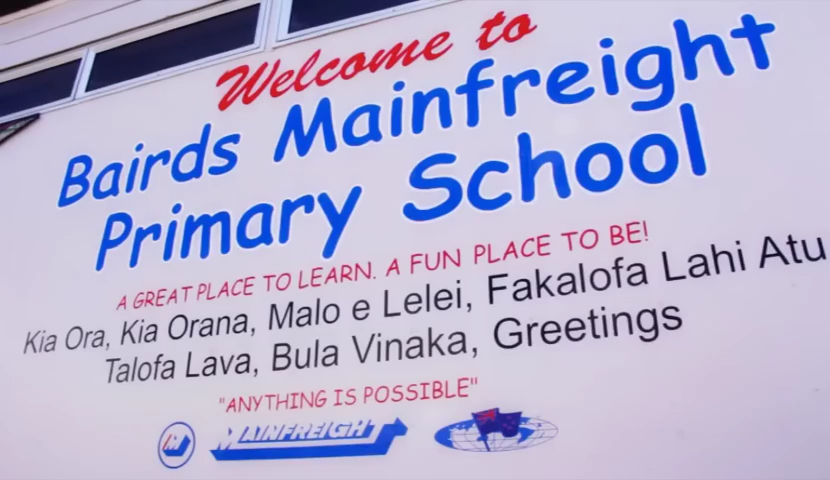 Welcome to
Bairds Mainfreight
Primary School
A GREAT PLACE TO LEARN. A FUN PLACE TO BE!
Kia Ora, Kia Orana, Malo e Lelei, Fakalofa Lahi Atu
Talofa Lava, Bula Vinaka, Greetings
"ANYTHING IS POSSIBLE"
M MAINFREIGHT